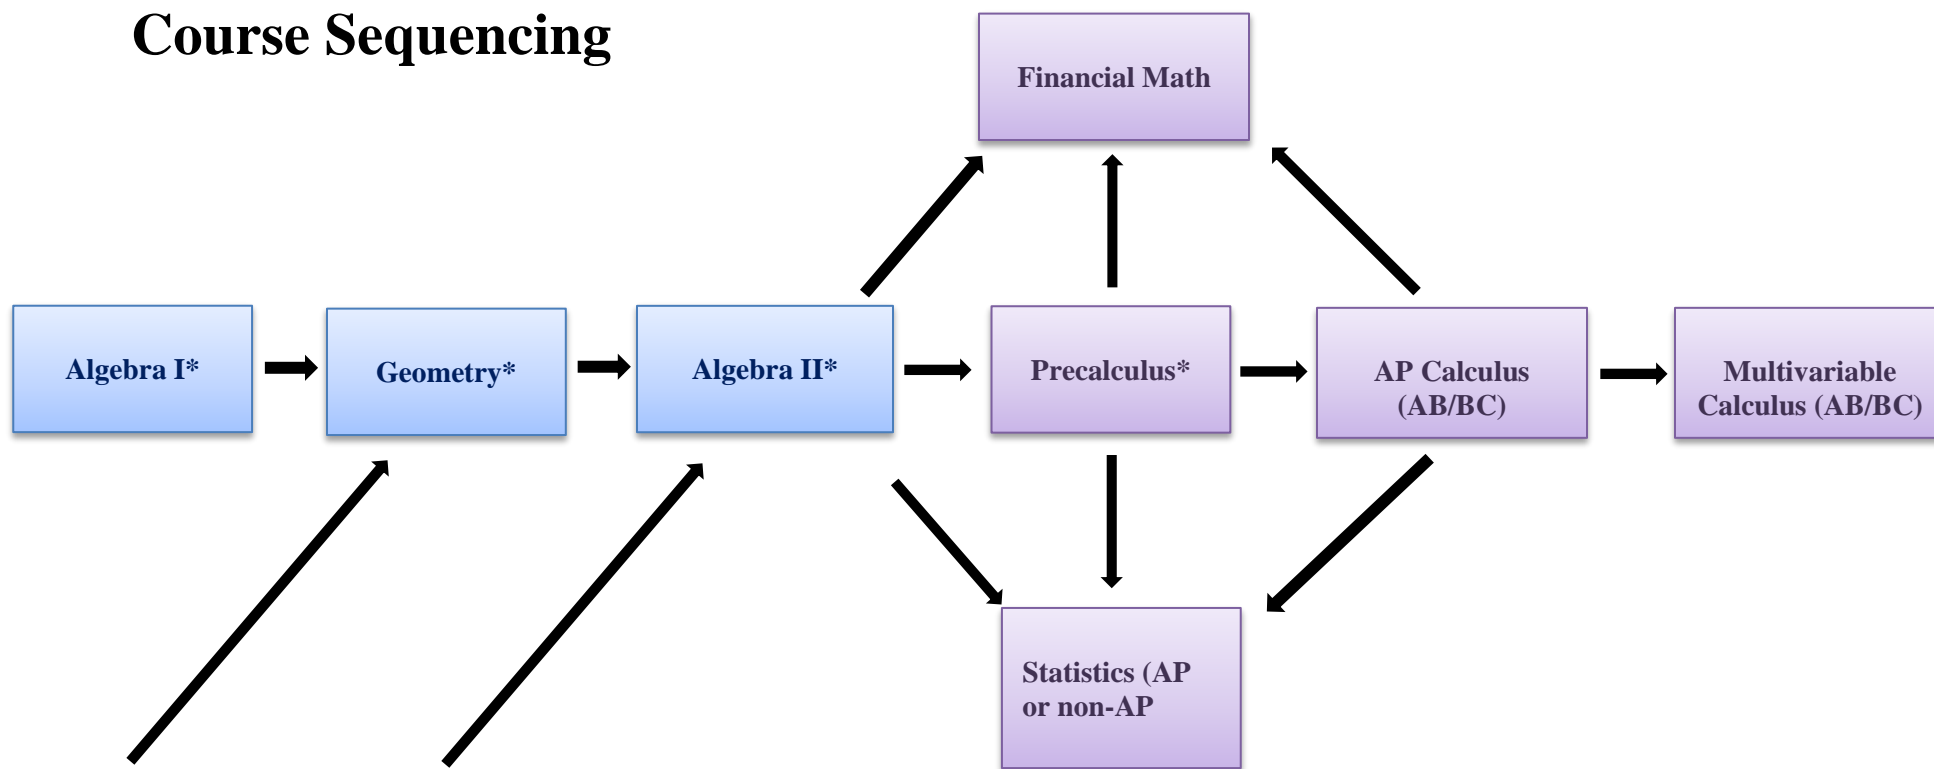 Course Sequencing
Financial Math
Algebra I*
Geometry*
Algebra II*
Precalculus*
AP Calculus
(AB/BC)
Multivariable
Calculus (AB/BC)
Statistics (AP
or non-AP